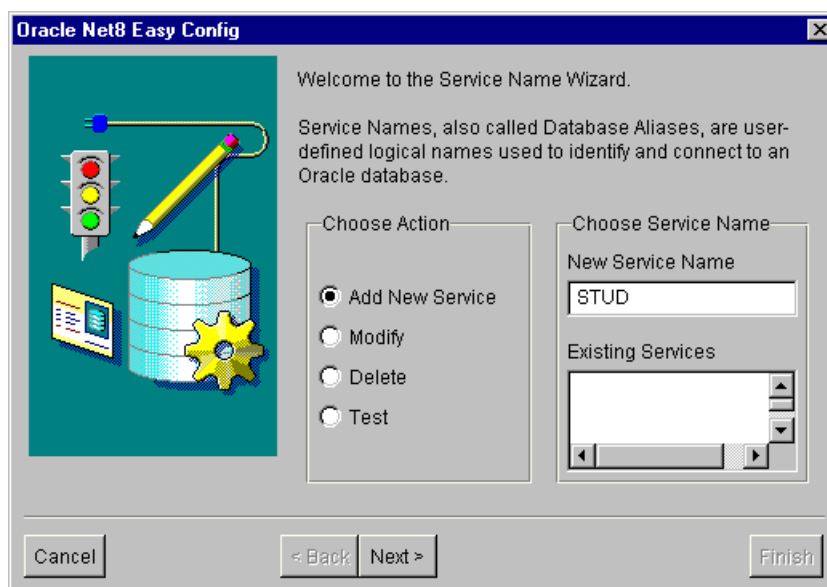 Oracle Net8 Easy Config
Welcome to the Service Name Wizard.
Service Names, also called Database Aliases, are user-
defined logical names used to identify and connect to an
Oracle database.
Choose Action
Add New Service
Modify
Delete
Test
Choose Service Name
New Service Name
STUD
Existing Services
Cancel
< Back
Next >
Finish